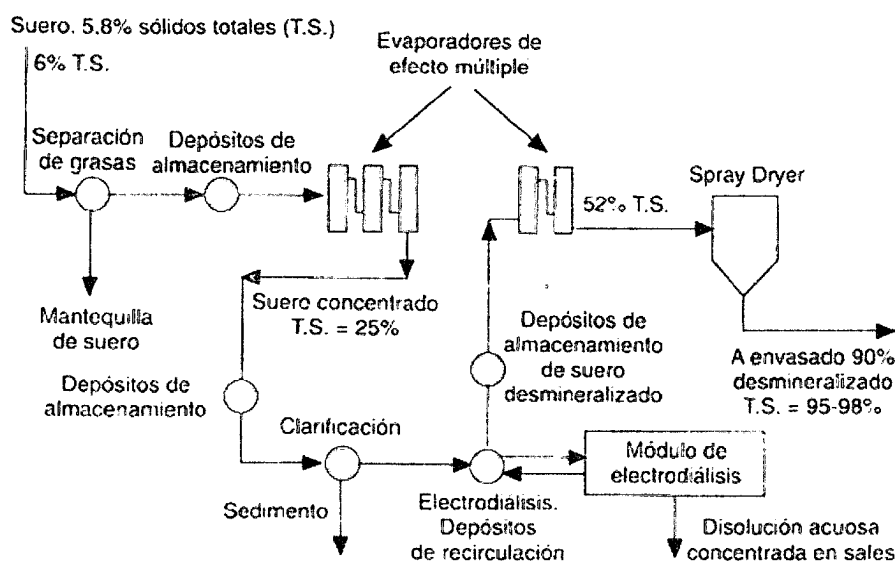 Suero. 5.8% sólidos totales (T.S.)
6% T.S.
Evaporadores de
efecto múltiple
Separación
de grasas
Depósitos de
almacenamiento
52% T.S.
Spray Dryer
Mantequilla
de suero
Suero concentrado
T.S. = 25%
Depósitos de
almacenamiento
de suero
desmineralizado
A envasado 90%
desmineralizado
T.S. = 95-98%
Depósitos de
almacenamiento
Clarificación
Módulo de
electrodiálisis
Sedimento
Electrodiálisis.
Depósitos
de recirculación
Disolución acuosa
concentrada en sales